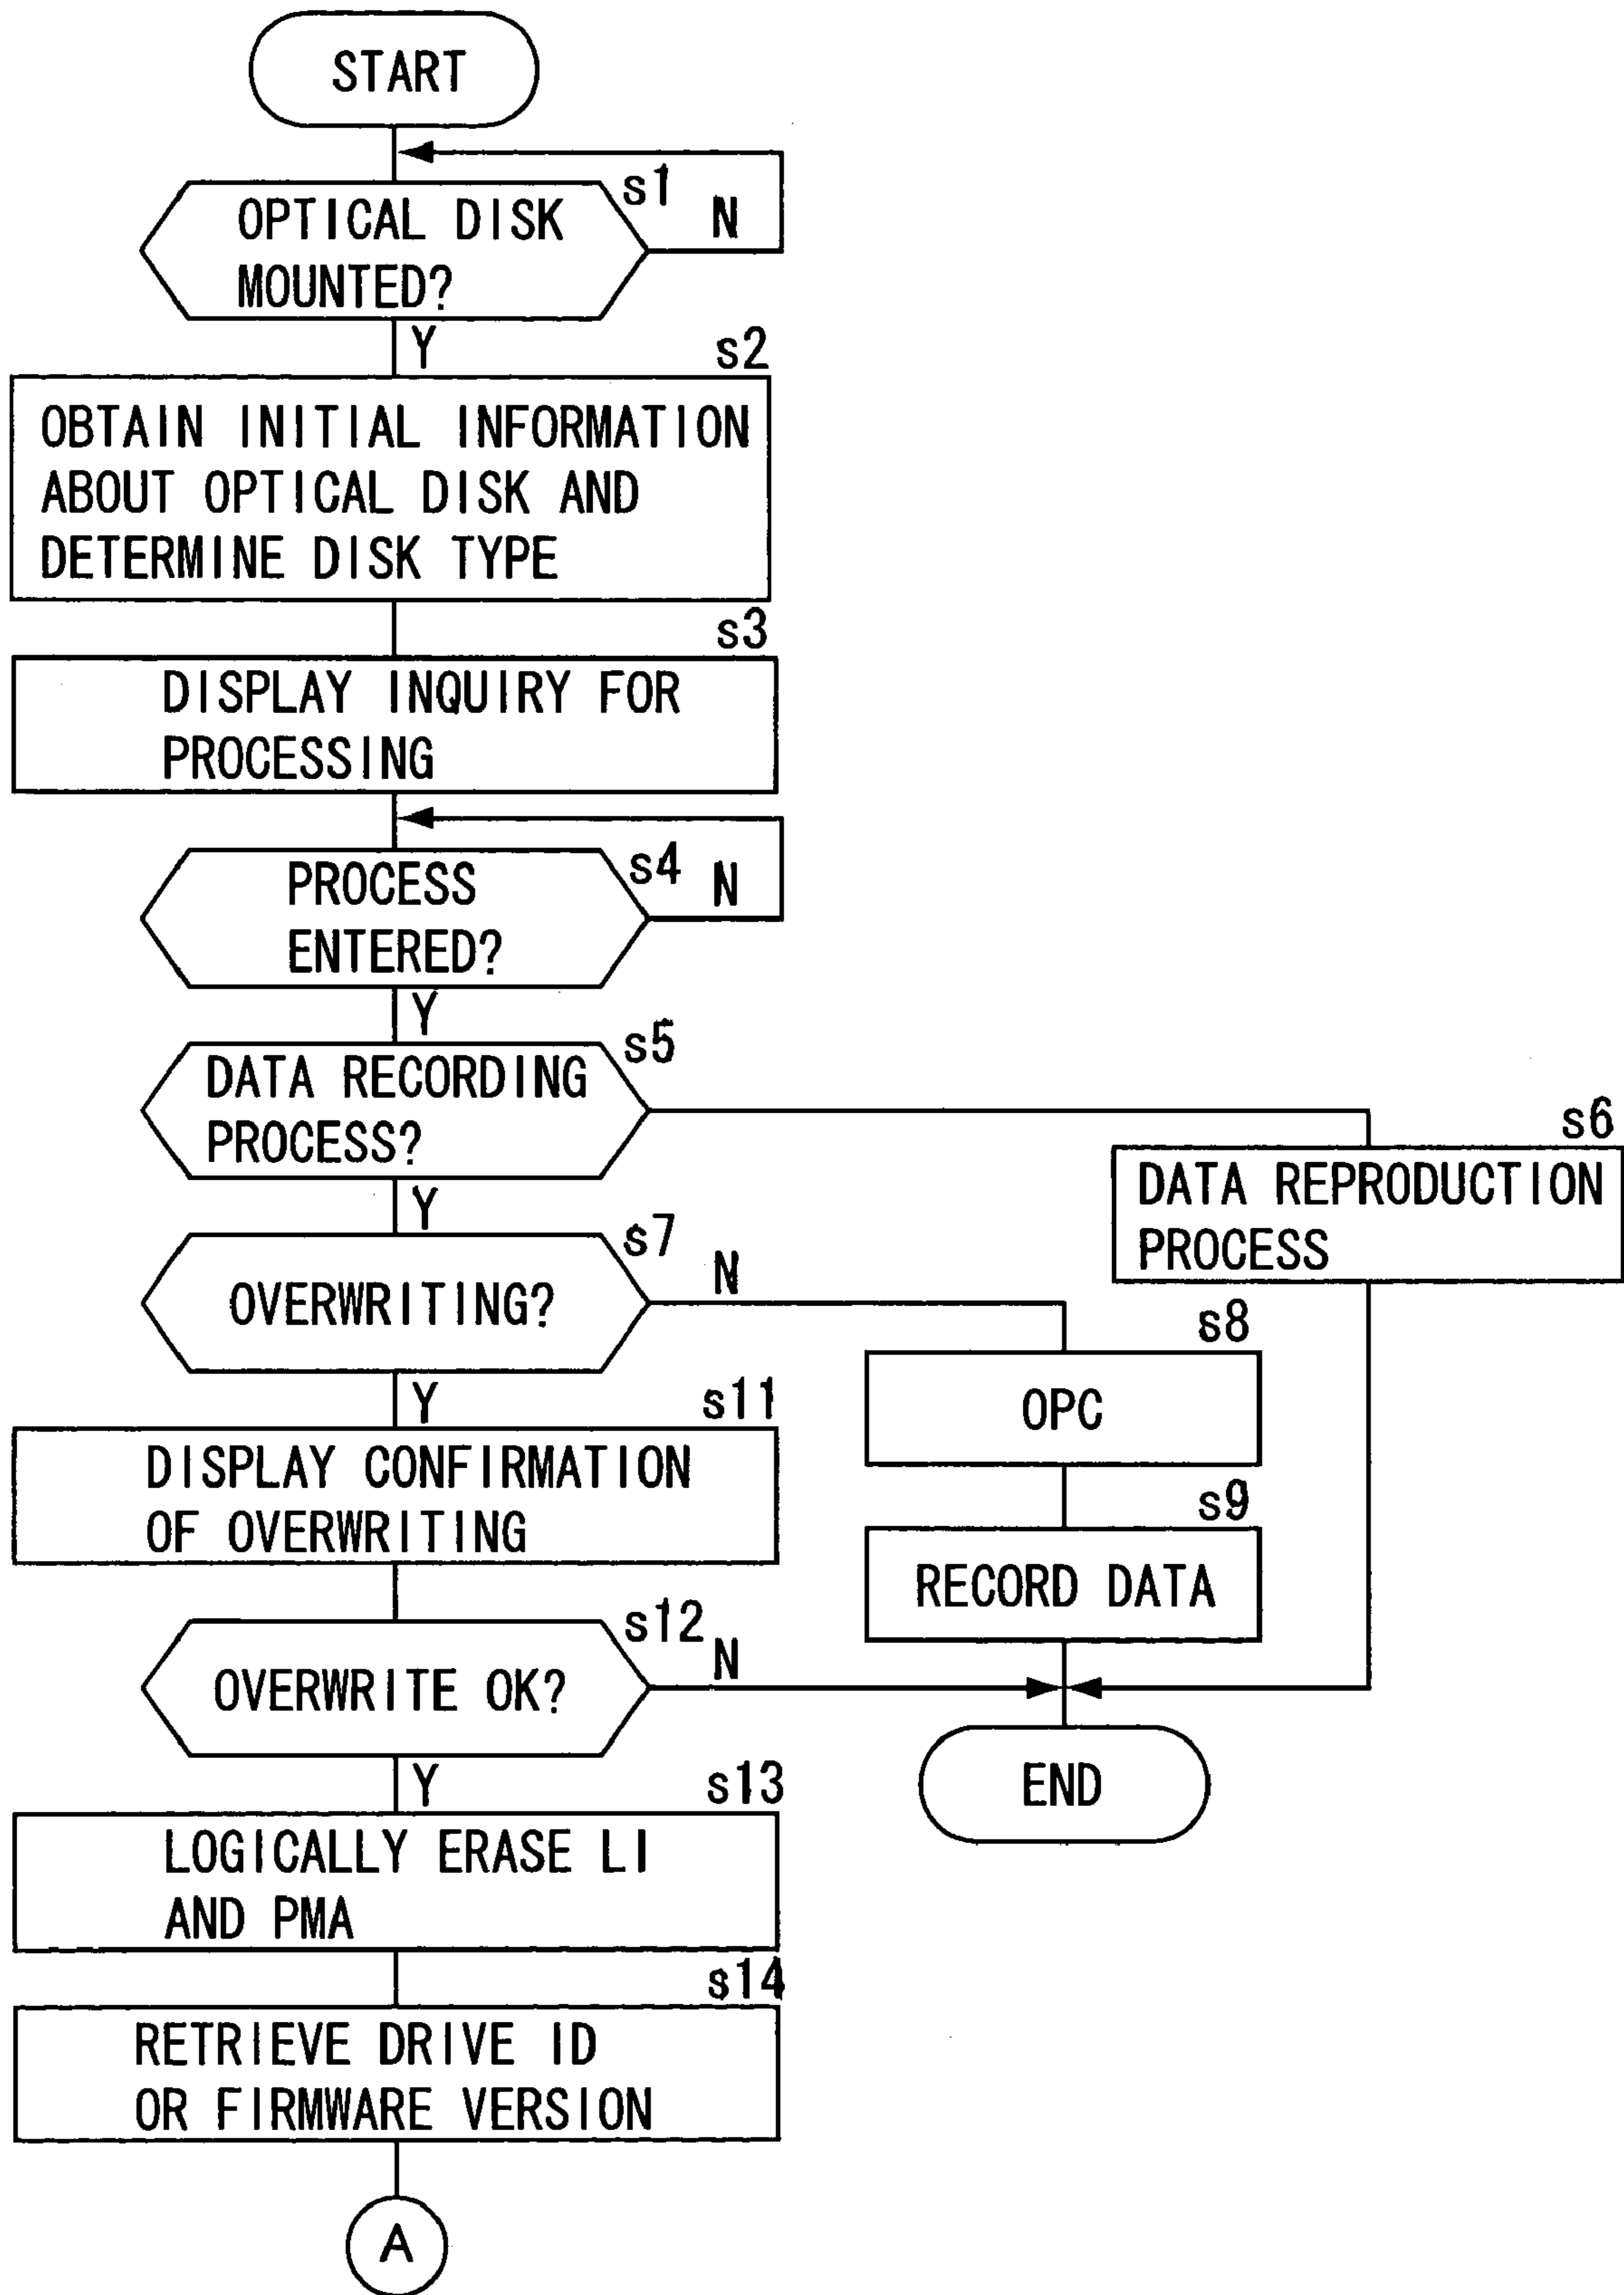 START
s1
N
OPTICAL DISK
MOUNTED?
Y
s2
OBTAIN INITIAL INFORMATION
ABOUT OPTICAL DISK AND
DETERMINE DISK TYPE
s3
DISPLAY INQUIRY FOR
PROCESSING
s4
N
PROCESS
ENTERED?
Y
s5
DATA RECORDING
PROCESS?
s6
DATA REPRODUCTION
PROCESS
Y
s7
N
OVERWRITING?
s8
OPC
Y
s11
DISPLAY CONFIRMATION
OF OVERWRITING
s9
RECORD DATA
s12
N
OVERWRITE OK?
END
Y
s13
LOGICALLY ERASE LI
AND PMA
s14
RETRIEVE DRIVE ID
OR FIRMWARE VERSION
A